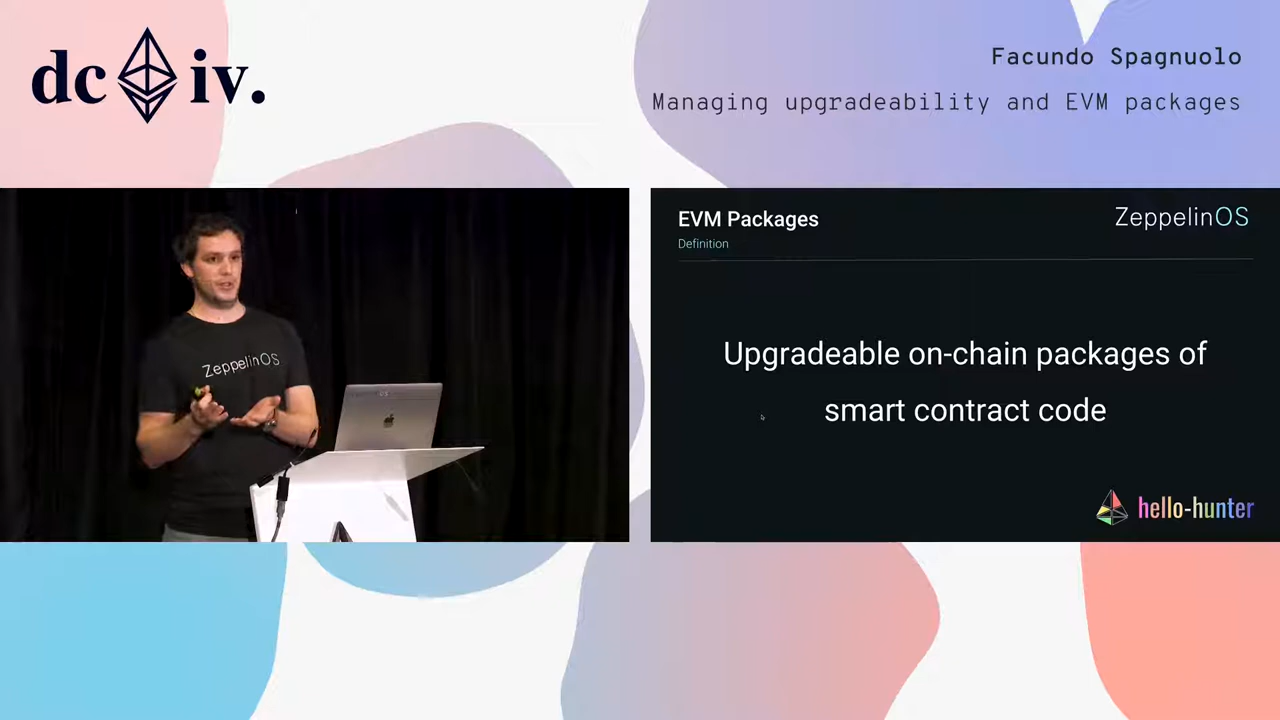 dc iv.
Facundo Spagnuolo
Managing upgradeability and EVM packages
ZeppelinOS
EVM Packages
ZeppelinOS
Definition
Upgradeable on-chain packages of
smart contract code
hello-hunter